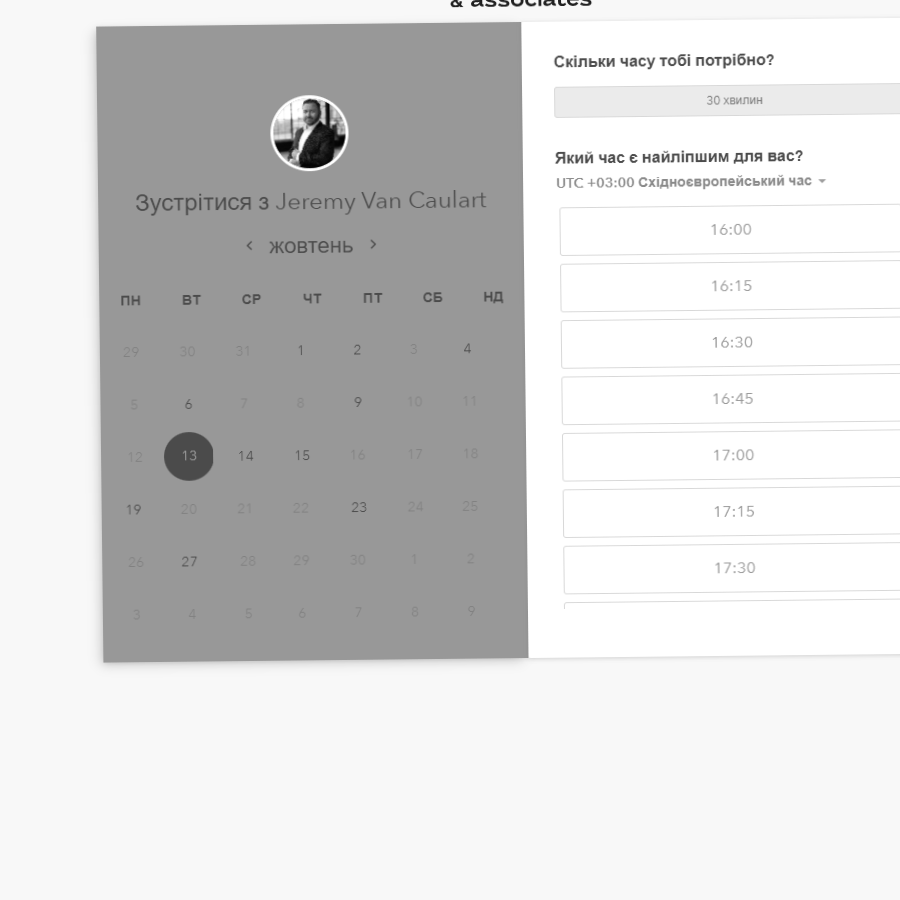 & associates
Зустрітися з Jeremy Van Caulart
‹ жовтень ›
ПН ВТ СР ЧТ ПТ СБ НД
29 30 31 1 2 3 4
5 6 7 8 9 10 11
12 13 14 15 16 17 18
19 20 21 22 23 24 25
26 27 28 29 30 1 2
3 4 5 6 7 8 9
Скільки часу тобі потрібно?
30 хвилин
Який час є найліпшим для вас?
UTC +03:00 Східноєвропейський час
16:00
16:15
16:30
16:45
17:00
17:15
17:30